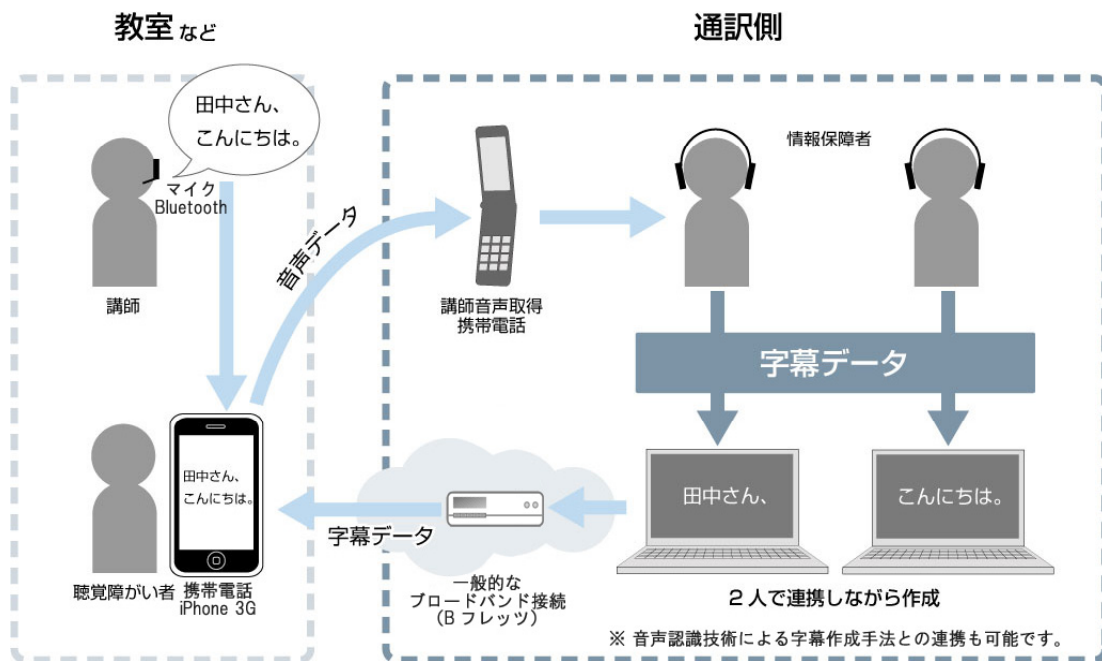 教室 など
通訳側
田中さん、
こんにちは。
マイク
Bluetooth
講師
音声データ
講師音声取得
携帯電話
情報保障者
字幕データ
田中さん、
こんにちは。
聴覚障がい者
携帯電話
iPhone 3G
字幕データ
一般的な
ブロードバンド接続
（B フレッツ）
田中さん、
こんにちは。
2 人で連携しながら作成
※ 音声認識技術による字幕作成手法との連携も可能です。